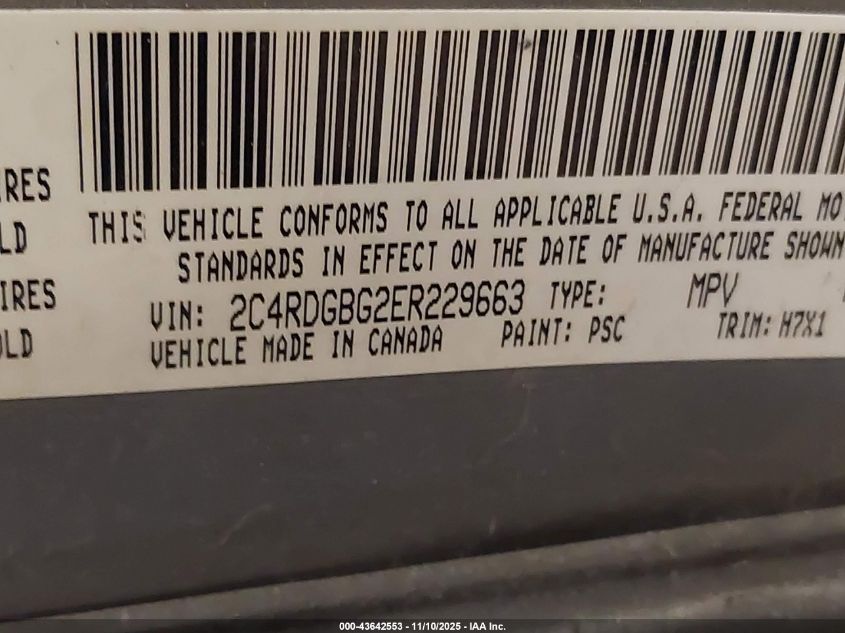 IRES
LD
IRES
OLD
THIS VEHICLE CONFORMS TO ALL APPLICABLE U.S.A. FEDERAL MO
STANDARDS IN EFFECT ON THE DATE OF MANUFACTURE SHOWN
VIN: 2C4RDGBG2ER229663 TYPE: MPV
VEHICLE MADE IN CANADA PAINT: PSC TRIM: H7X1
000-43642553 - 11/10/2025 - IAA Inc.